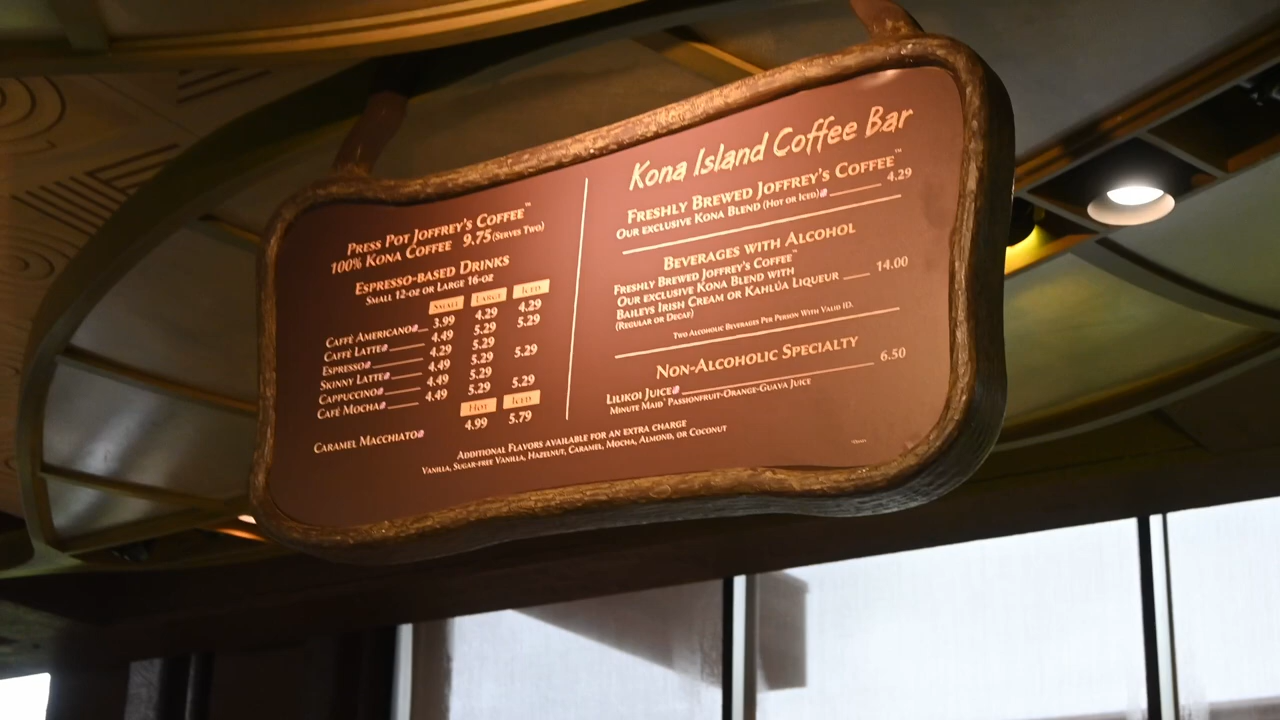 Press Pot Joffrey's Coffee™
100% Kona Coffee 9.75 (Serves Two)
Espresso-based Drinks
Small 12-oz or Large 16-oz
Small Large Iced
Caffè Americano 3.99 4.29 4.29
Caffè Latte 4.49 5.29 5.29
Espresso 4.29 5.29
Skinny Latte 4.49 5.29 5.29
Cappuccino 4.49 5.29
Café Mocha 4.49 5.29 5.29
Hot Iced
Caramel Macchiato 4.99 5.79
Additional Flavors available for an extra charge
Vanilla, Sugar-free Vanilla, Hazelnut, Caramel, Mocha, Almond, or Coconut
Kona Island Coffee Bar
Freshly Brewed Joffrey's Coffee™
Our exclusive Kona Blend (Hot or Iced) 4.29
Beverages with Alcohol
Freshly Brewed Joffrey's Coffee™
Our exclusive Kona Blend with
Baileys Irish Cream or Kahlúa Liqueur 14.00
(Regular or Decaf)
Two Alcoholic Beverages Per Person With Valid ID.
Non-Alcoholic Specialty
Lilikoi Juice 6.50
Minute Maid® Passionfruit-Orange-Guava Juice